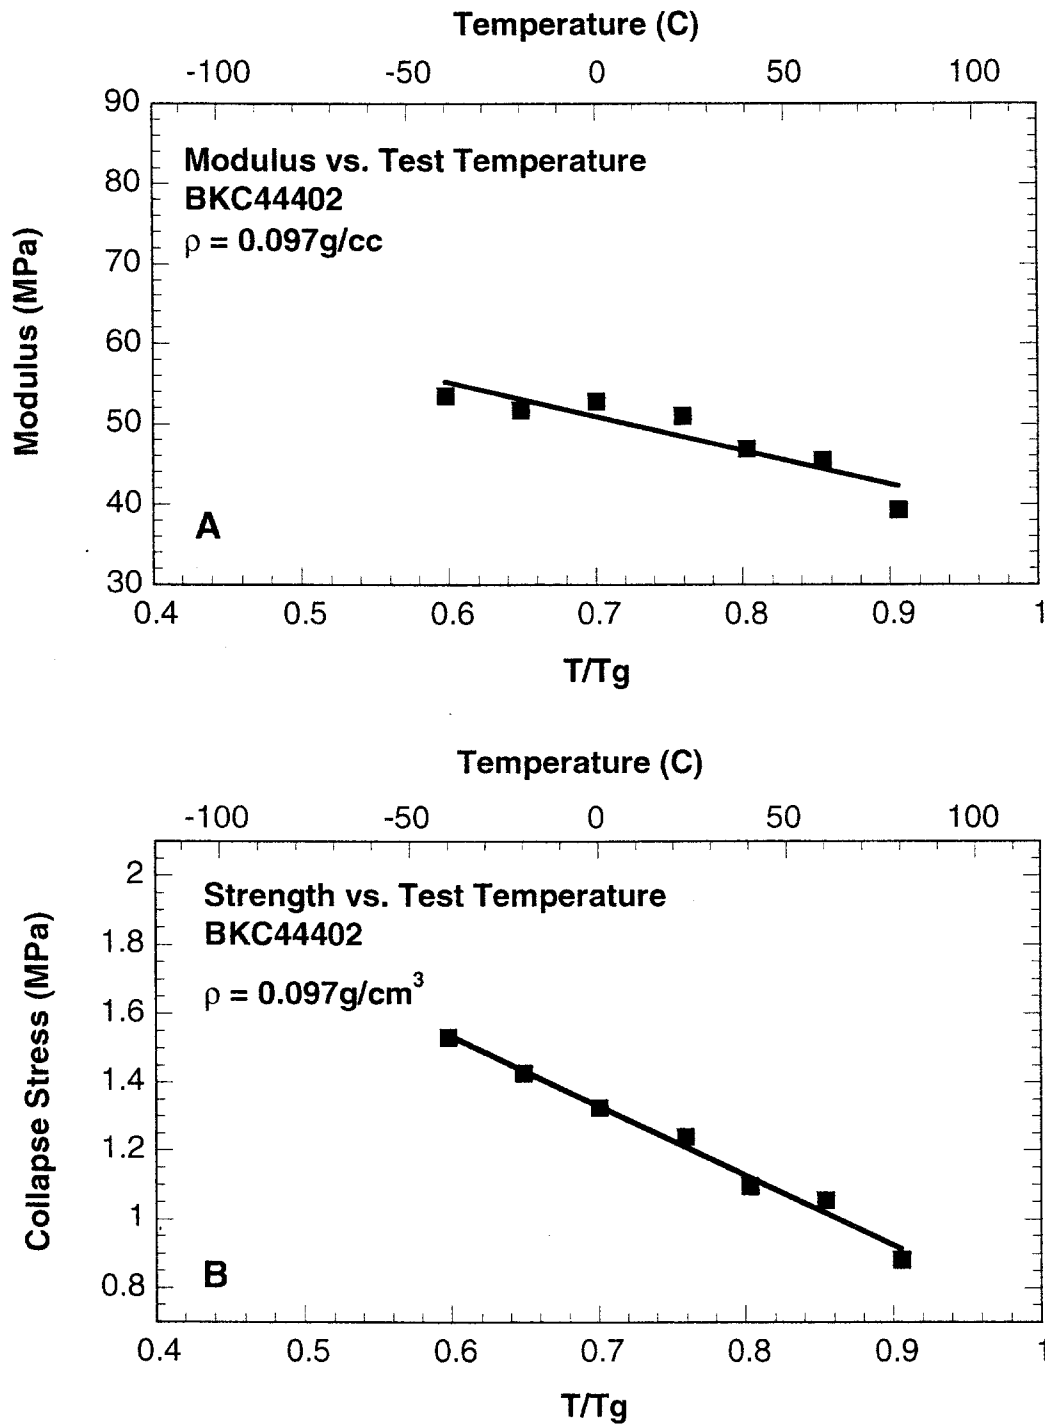 Temperature (C)
-100 -50 0 50 100
90
Modulus vs. Test Temperature
80
BKC44402
ρ = 0.097g/cc
70
Modulus (MPa)
60
50
40
A
30
0.4 0.5 0.6 0.7 0.8 0.9 1
T/Tg
Temperature (C)
-100 -50 0 50 100
2
Strength vs. Test Temperature
BKC44402
1.8
ρ = 0.097g/cm³
1.6
Collapse Stress (MPa)
1.4
1.2
1
B
0.8
0.4 0.5 0.6 0.7 0.8 0.9 1
T/Tg